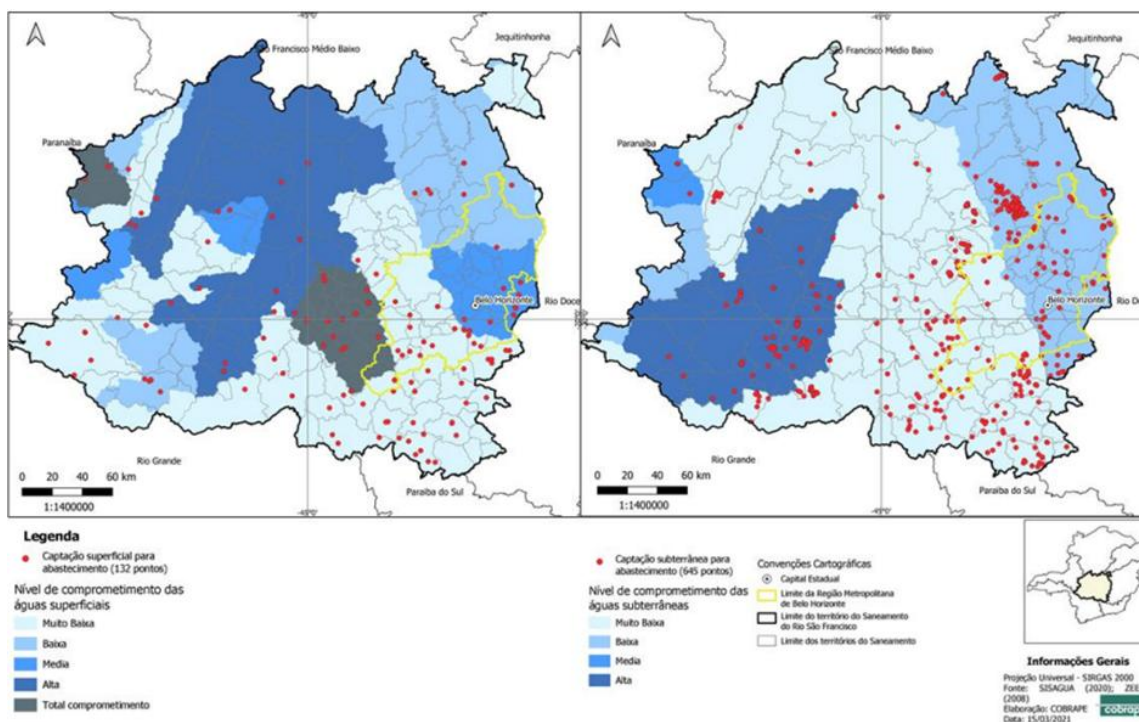 Jequitinhonha
São Francisco Médio Baixo
Paranaíba
Belo Horizonte
Rio Doce
Rio Grande
Paraíba do Sul
0 20 40 60 km
1:1400000
-45°
Jequitinhonha
São Francisco Médio Baixo
Paranaíba
Belo Horizonte
Rio Do
Rio Grande
Paraíba do Sul
0 20 40 60 km
1:1400000
-45°
Legenda
Captação superficial para
abastecimento (132 pontos)
Nível de comprometimento das
águas superficiais
Muito Baixa
Baixa
Media
Alta
Total comprometimento
Captação subterrânea para
abastecimento (645 pontos)
Nível de comprometimento das
águas subterrâneas
Muito Baixa
Baixa
Media
Alta
Convenções Cartográficas
Capital Estadual
Limite da Região Metropolitana
de Belo Horizonte
Limite do território do Saneamento
do Rio São Francisco
Limite dos territórios do Saneamento
Informações Gerais
Projeção Universal - SIRGAS 2000
Fonte: SISAGUA (2020); ZEE
(2008)
Elaboração: COBRAPE
Data: 15/03/2021
cobrape